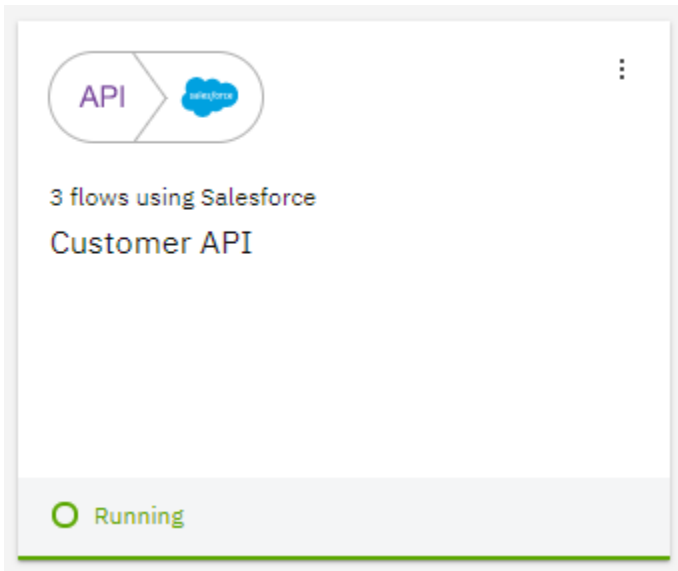 API
salesforce
3 flows using Salesforce
Customer API
Running